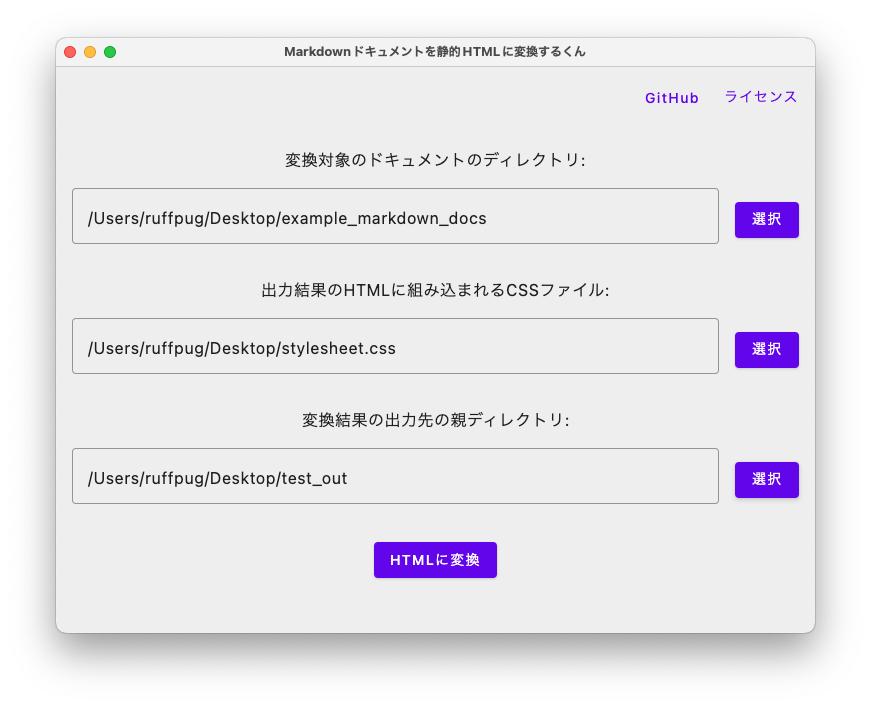 Markdownドキュメントを静的HTMLに変換するくん
GitHub ライセンス
変換対象のドキュメントのディレクトリ:
/Users/ruffpug/Desktop/example_markdown_docs 選択
出力結果のHTMLに組み込まれるCSSファイル:
/Users/ruffpug/Desktop/stylesheet.css 選択
変換結果の出力先の親ディレクトリ:
/Users/ruffpug/Desktop/test_out 選択
HTMLに変換